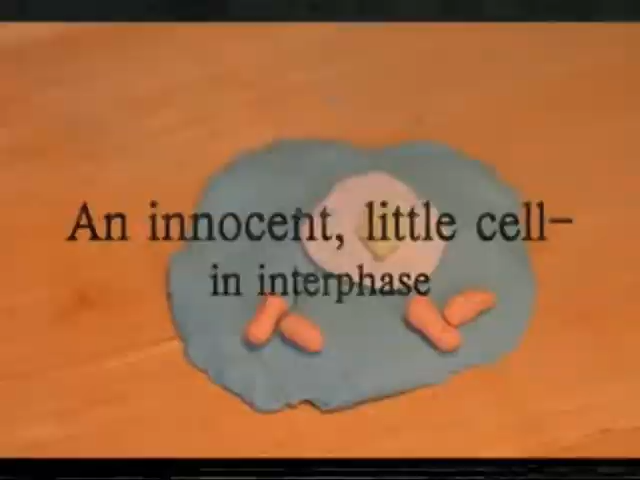 An innocent, little cell-
in interphase